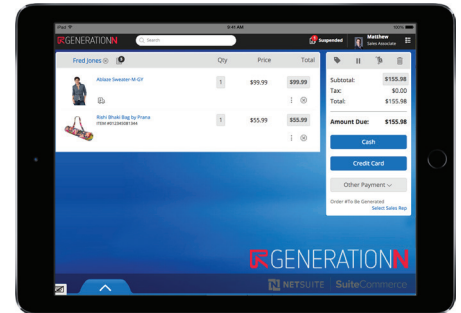 iPad 9:41 AM 100%
GENERATIONN Search Suspended Matthew
Sales Associate
Fred Jones Qty Price Total
Ablaze Sweater-M-GY 1 $99.99 $99.99
Rishi Bhaki Bag by Prana 1 $55.99 $55.99
ITEM #012345081344
Subtotal: $155.98
Tax: $0.00
Total: $155.98
Amount Due: $155.98
Cash
Credit Card
Other Payment
Order #To Be Generated
Select Sales Rep
GENERATIONN
N NETSUITE SuiteCommerce